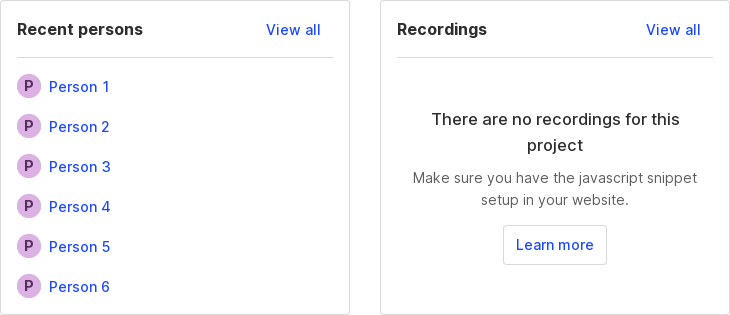 Recent persons View all
P Person 1
P Person 2
P Person 3
P Person 4
P Person 5
P Person 6
Recordings View all
There are no recordings for this
project
Make sure you have the javascript snippet
setup in your website.
Learn more